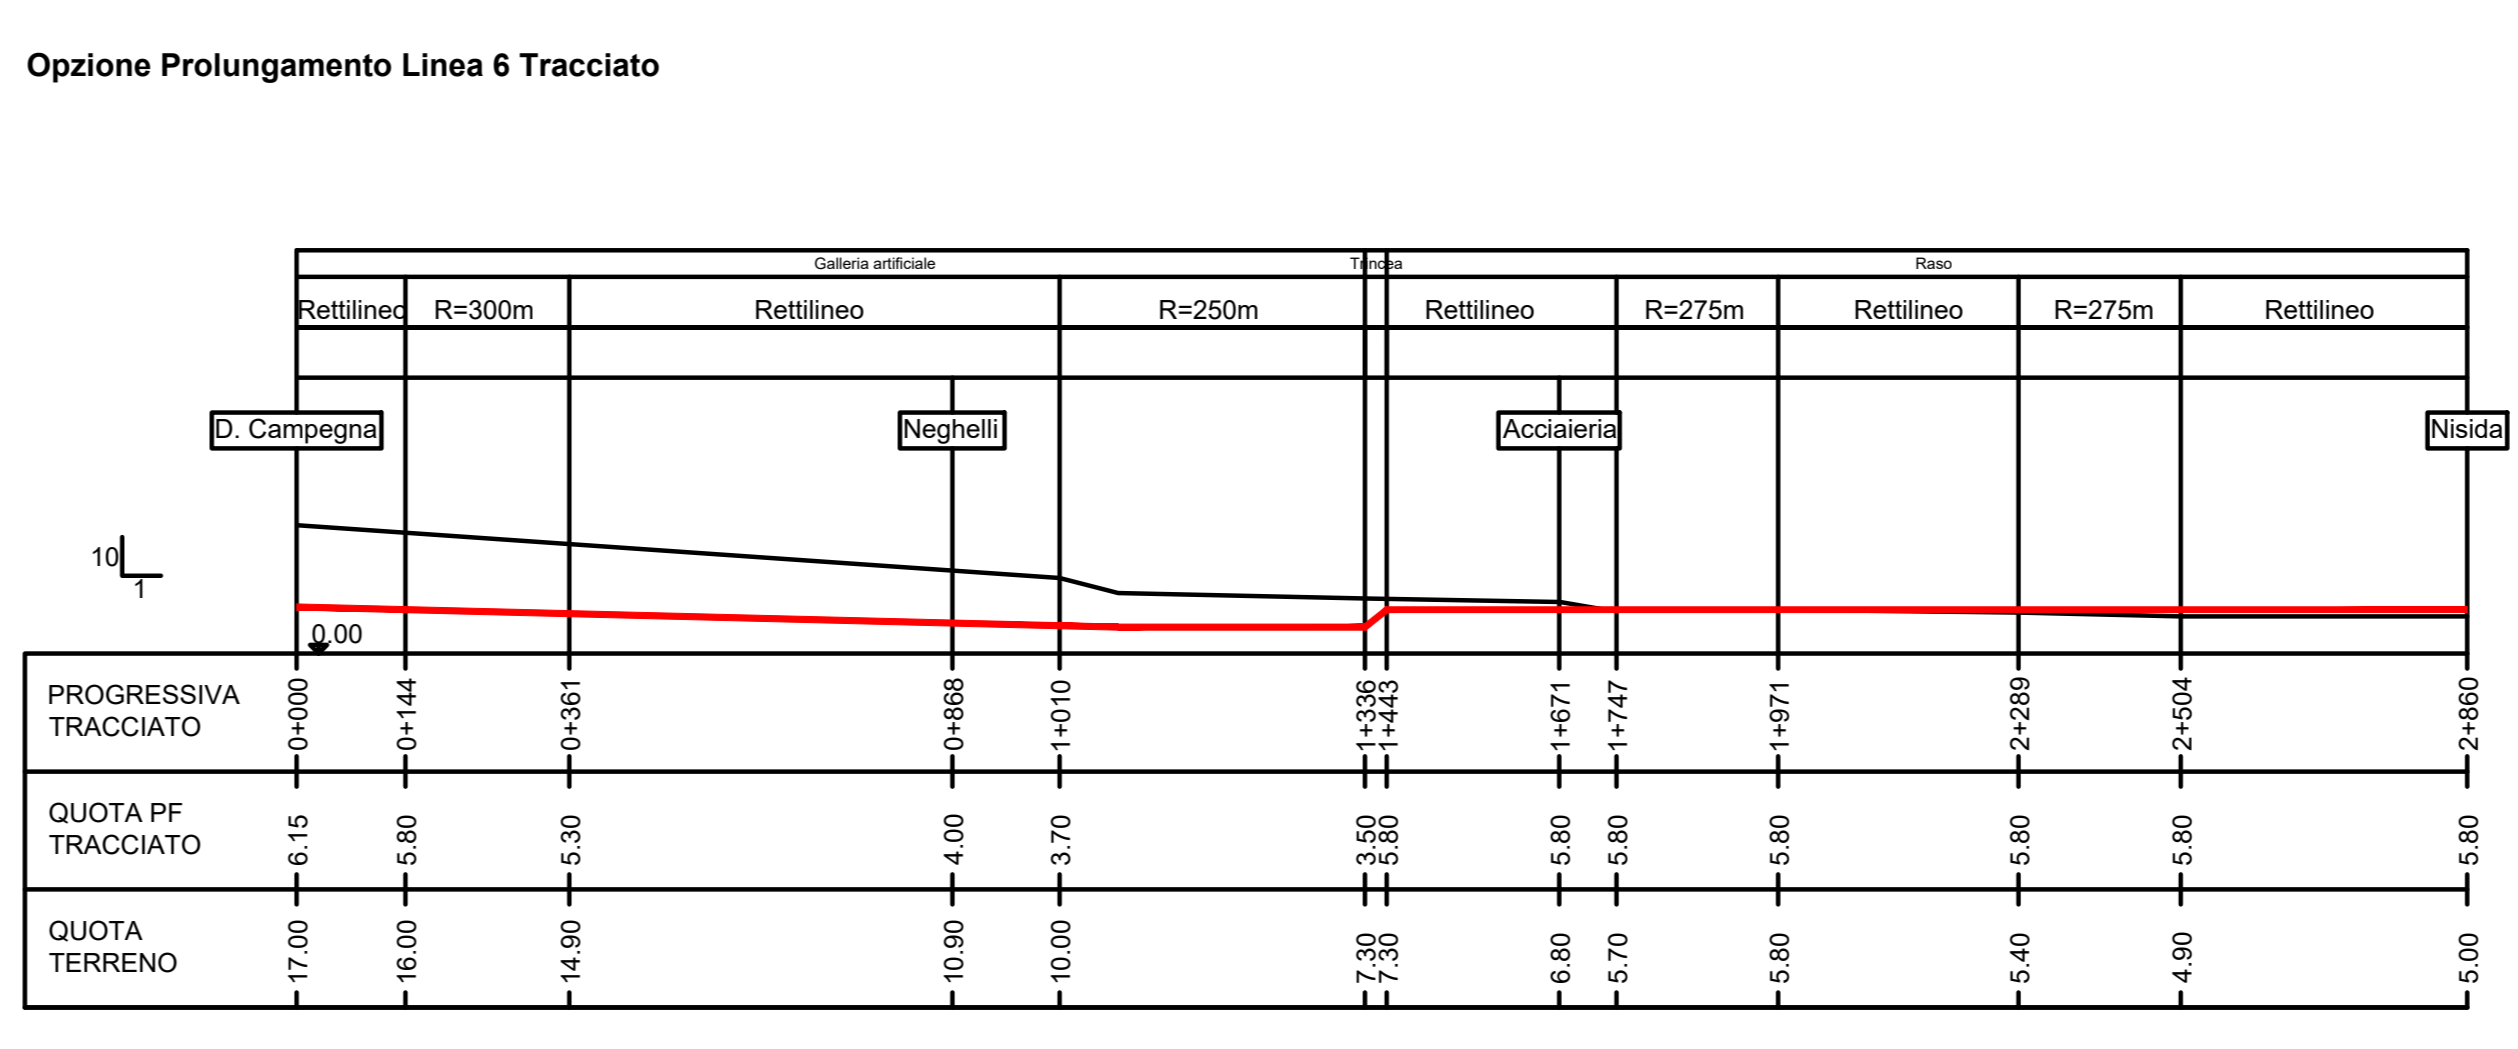 Opzione Prolungamento Linea 6 Tracciato
Galleria artificiale
Trincea
Raso
Rettilineo
R=300m
Rettilineo
R=250m
Rettilineo
R=275m
Rettilineo
R=275m
Rettilineo
D. Campegna
Neghelli
Acciaieria
Nisida
10
1
0.00
PROGRESSIVA
TRACCIATO
0+000
0+144
0+361
0+868
1+010
1+336
1+443
1+671
1+747
1+971
2+289
2+504
2+860
QUOTA PF
TRACCIATO
6.15
5.80
5.30
4.00
3.70
3.50
5.80
5.80
5.80
5.80
5.80
5.80
5.80
QUOTA
TERRENO
17.00
16.00
14.90
10.90
10.00
7.30
7.30
6.80
5.70
5.80
5.40
4.90
5.00